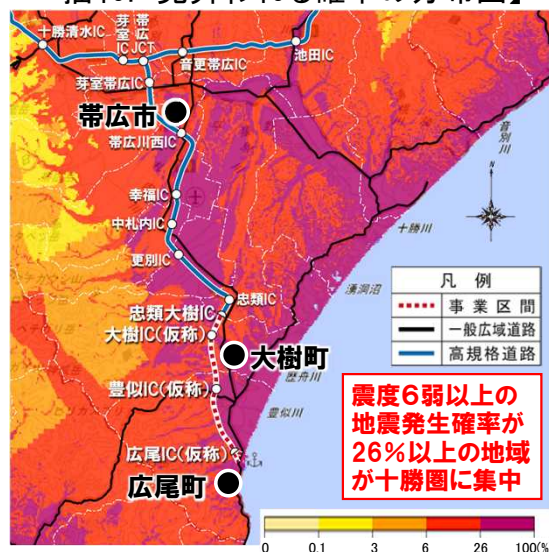 十勝清水IC
芽室IC
帯広JCT
音更帯広IC
池田IC
芽室帯広IC
帯広市
帯広川西IC
音別川
幸福IC
十勝川
中札内IC
更別IC
湧洞沼
忠類IC
忠類大樹IC
大樹IC(仮称)
大樹町
歴舟川
豊似IC(仮称)
豊似川
広尾IC(仮称)
広尾町
N
凡例
事業区間
一般広域道路
高規格道路
震度6弱以上の
地震発生確率が
26%以上の地域
が十勝圏に集中
0 0.1 3 6 26 100(%